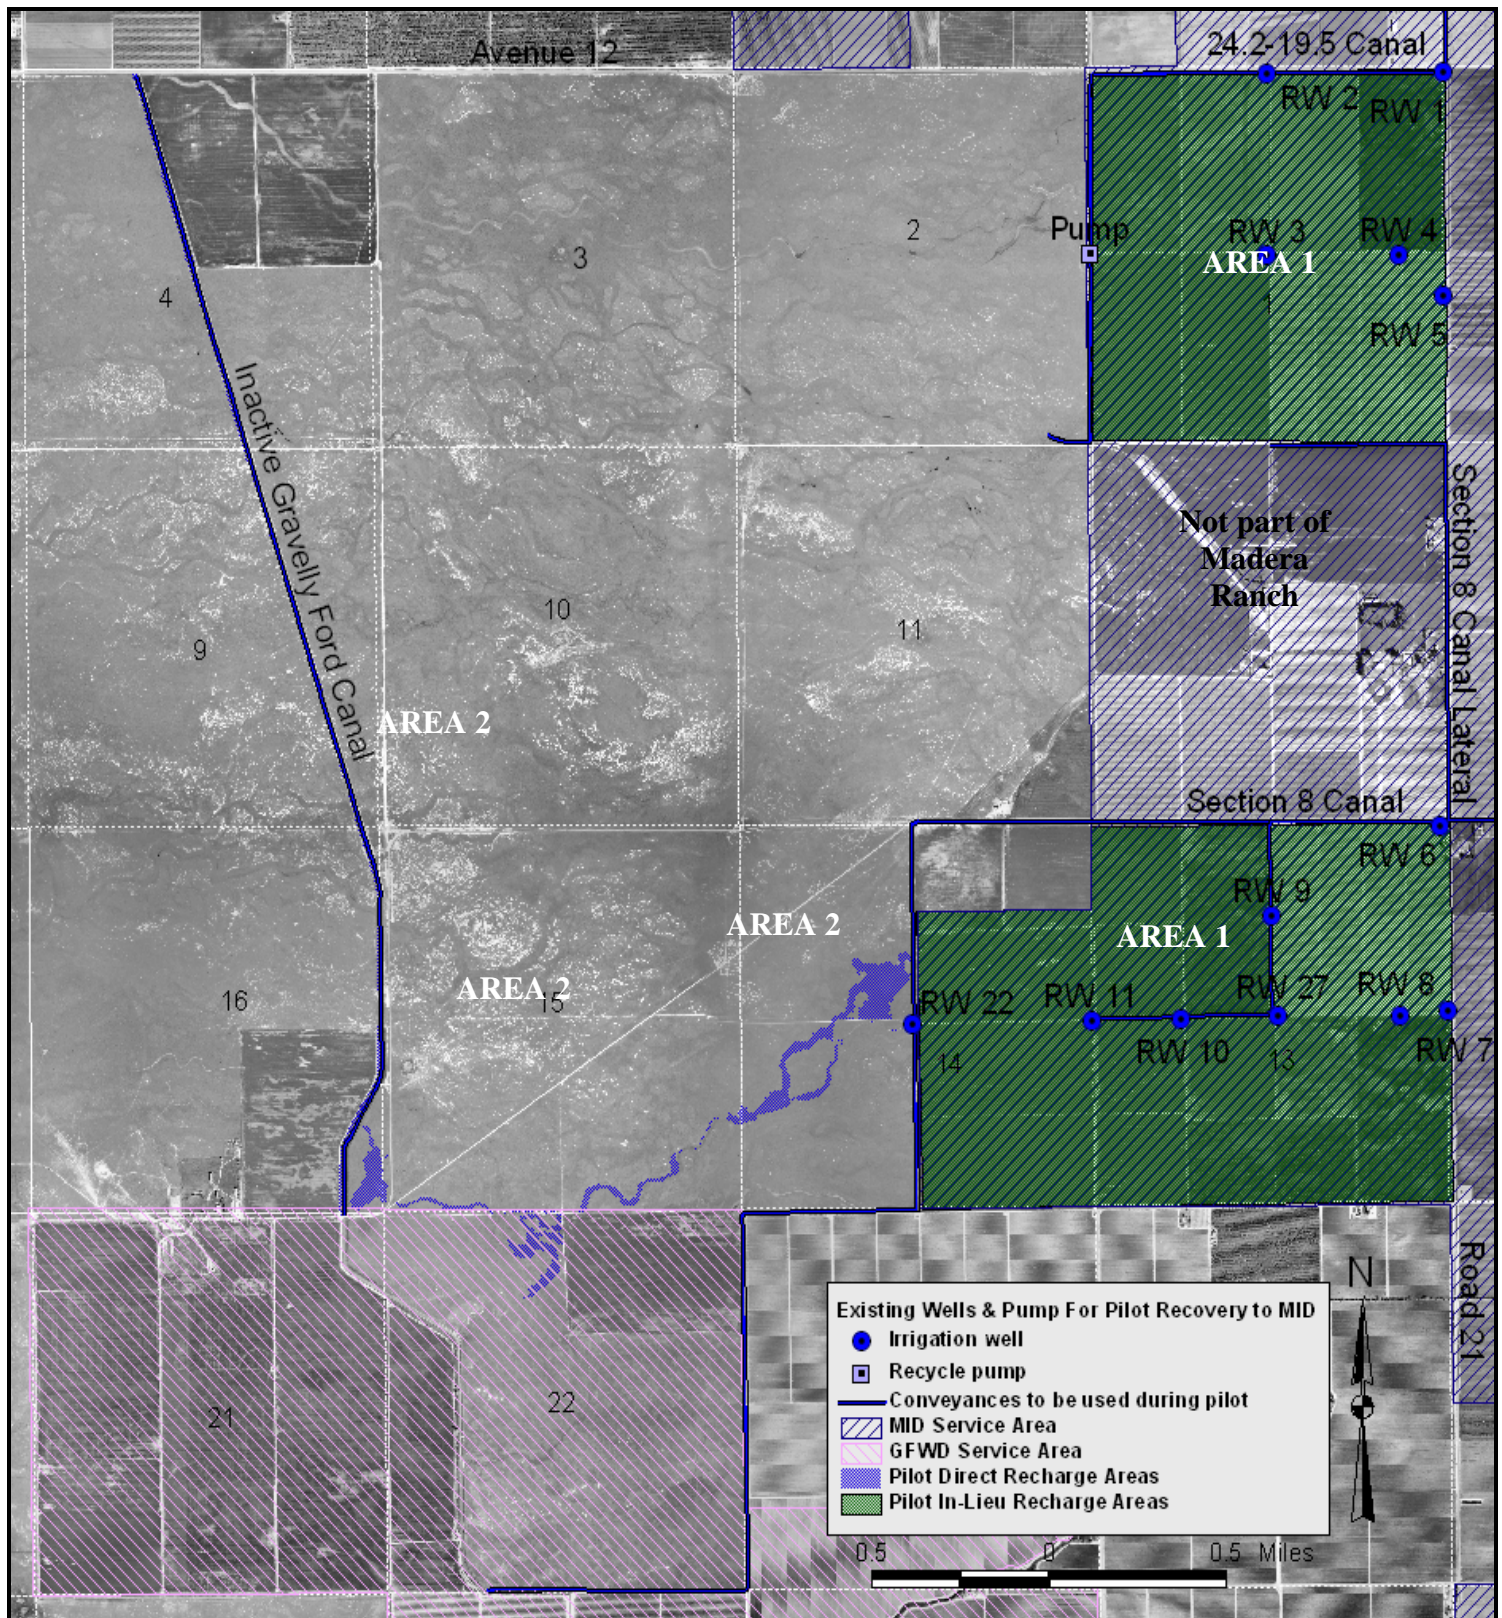 Avenue 12
24.2-19.5 Canal
RW 2
RW 1
2
3
4
Pump
RW 3
RW 4
AREA 1
1
RW 5
Inactive Gravelly Ford Canal
Section 8 Canal Lateral
Not part of
Madera
Ranch
9
10
11
AREA 2
Section 8 Canal
RW 6
RW 9
AREA 2
AREA 1
AREA 2
15
16
RW 22
RW 11
RW 27
RW 8
14
RW 10
13
RW 7
Road 21
N
21
22
Existing Wells & Pump For Pilot Recovery to MID
Irrigation well
Recycle pump
Conveyances to be used during pilot
MID Service Area
GFWD Service Area
Pilot Direct Recharge Areas
Pilot In-Lieu Recharge Areas
0.5 0 0.5 Miles